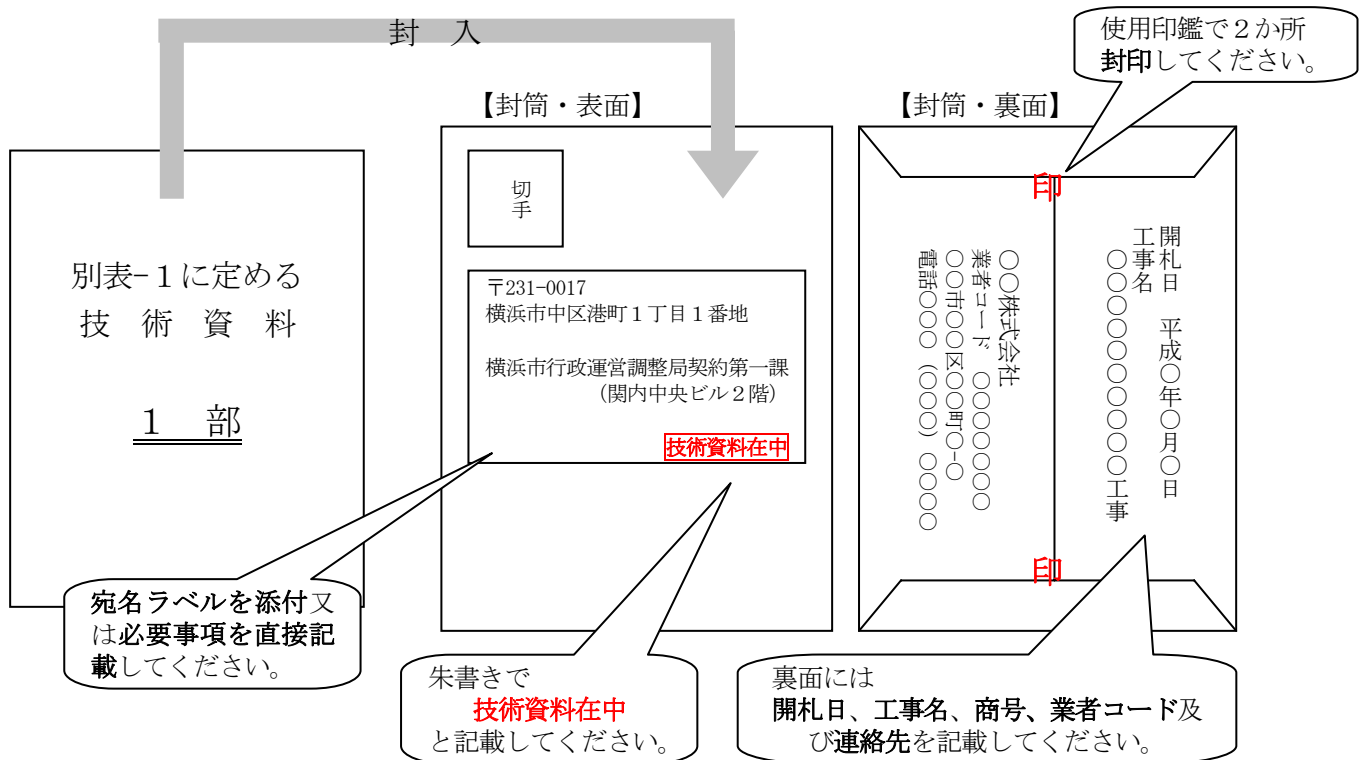 封　入
使用印鑑で２か所
封印してください。
【封筒・表面】
【封筒・裏面】
別表-１に定める
技　術　資　料
１　部
切手
〒231-0017
横浜市中区港町１丁目１番地
横浜市行政運営調整局契約第一課
(関内中央ビル２階)
技術資料在中
印
開札日　平成○年○月○日
工事名
○○○○○○○○○○工事
○○株式会社
業者コード　○○○○○○○
○○市○○区○○町○-○
電話○○○（○○○）○○○○
印
宛名ラベルを添付又
は必要事項を直接記
載してください。
朱書きで
技術資料在中
と記載してください。
裏面には
開札日、工事名、商号、業者コード及
び連絡先を記載してください。